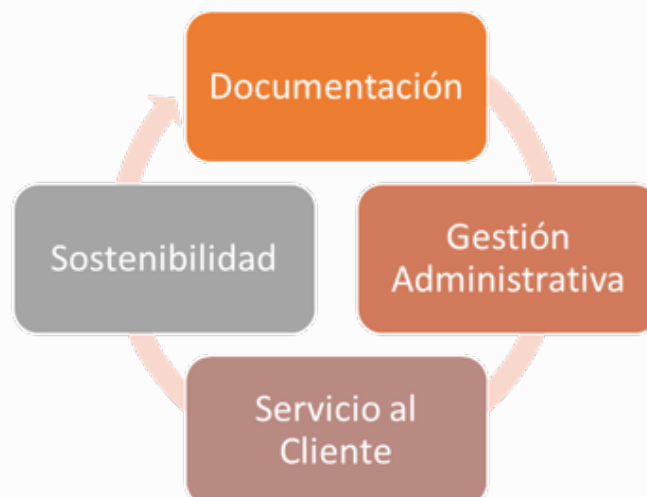 Documentación
Gestión
Administrativa
Servicio al
Cliente
Sostenibilidad